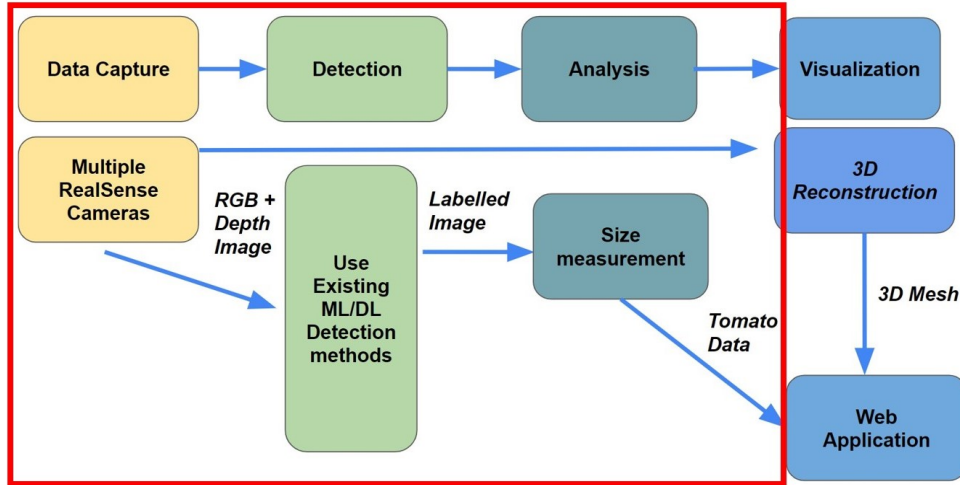 Data Capture
Detection
Analysis
Visualization
Multiple
RealSense
Cameras
RGB +
Depth
Image
Use
Existing
ML/DL
Detection
methods
Labelled
Image
Size
measurement
Tomato
Data
3D
Reconstruction
3D Mesh
Web
Application